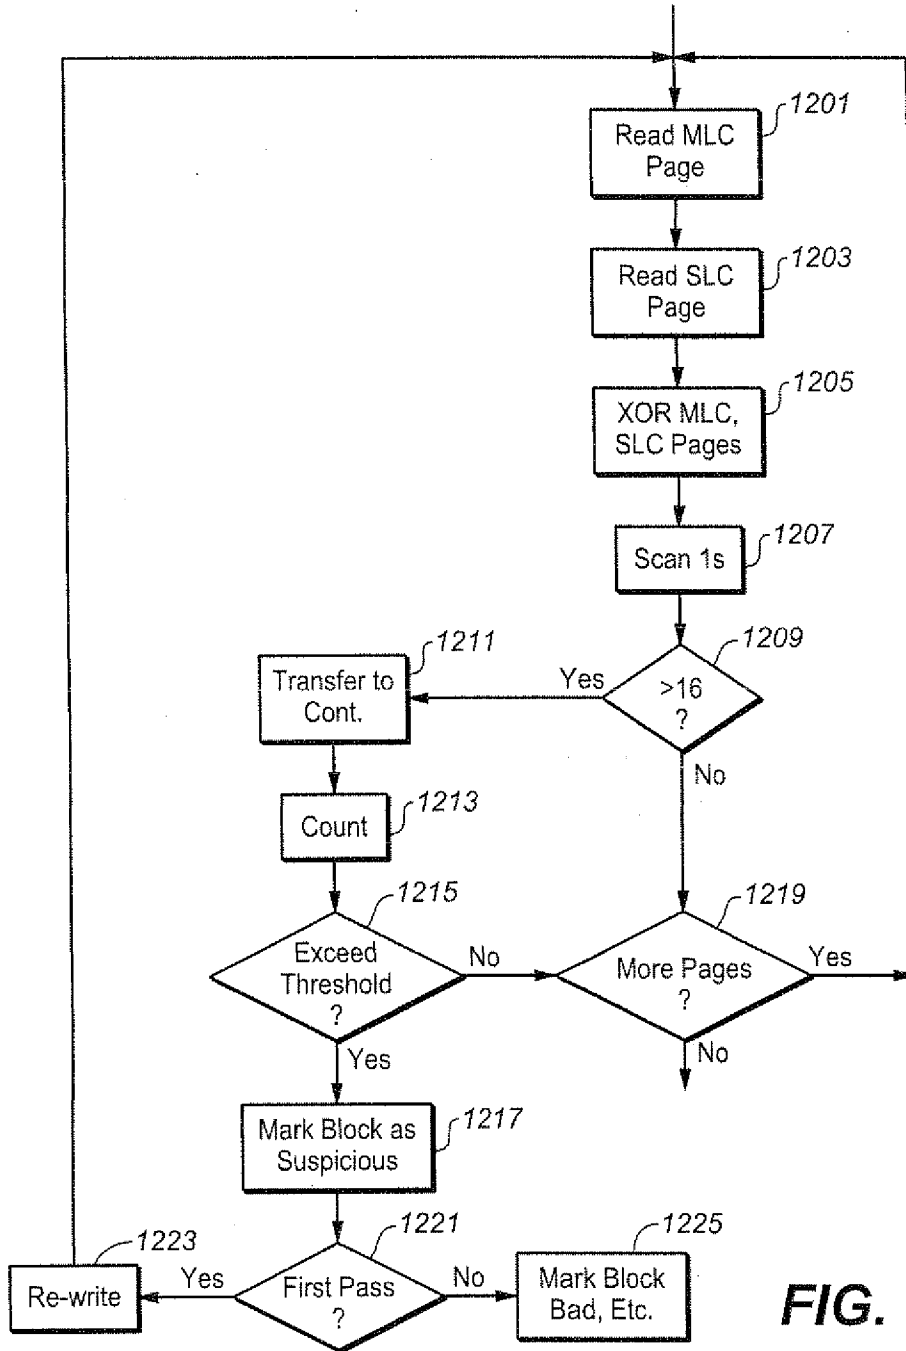 1201
Read MLC
Page
1203
Read SLC
Page
1205
XOR MLC,
SLC Pages
1207
Scan 1s
1209
>16
?
Yes
No
1211
Transfer to
Cont.
1213
Count
1215
Exceed
Threshold
?
No
Yes
1219
More Pages
?
Yes
No
1217
Mark Block as
Suspicious
1221
First Pass
?
Yes
No
1223
Re-write
1225
Mark Block
Bad, Etc.
FIG.